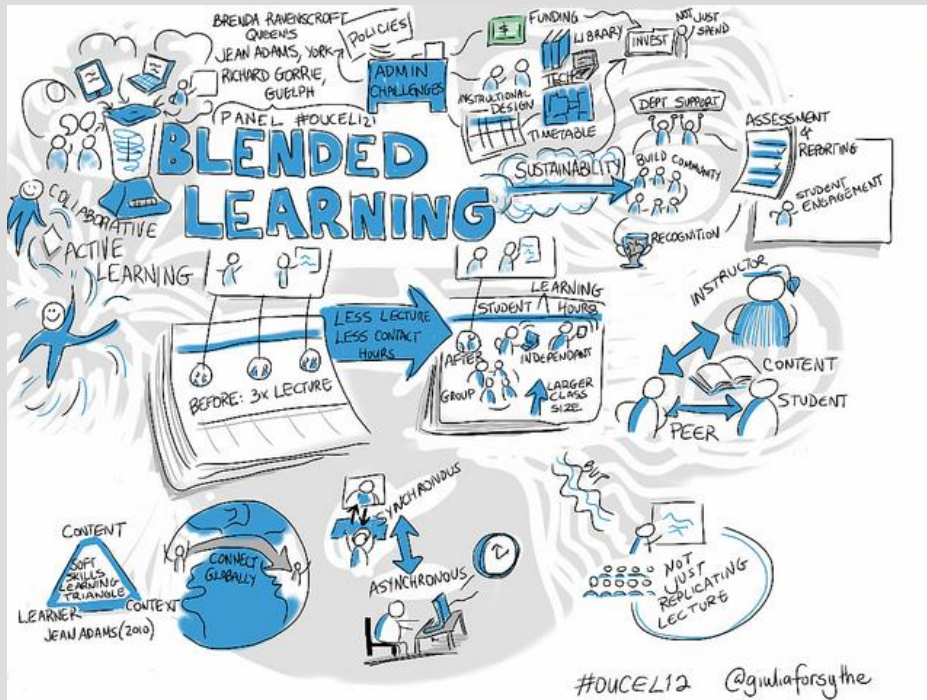 BRENDA RAVENSCROFT
QUEENS
JEAN ADAMS, YORK
RICHARD GORRIE,
GUELPH
PANEL #OUCEL12
POLICIES
ADMIN
CHALLENGES
$
FUNDING
LIBRARY
TECH
INSTRUCTIONAL
DESIGN
TIMETABLE
INVEST
NOT
JUST
SPEND
BLENDED
LEARNING
SUSTAINABILITY
DEPT SUPPORT
BUILD COMMUNITY
RECOGNITION
ASSESSMENT
&
REPORTING
STUDENT
ENGAGEMENT
COLLABORATIVE
ACTIVE
LEARNING
BEFORE: 3x LECTURE
LESS LECTURE
LESS CONTACT
HOURS
LEARNING
STUDENT ^ HOURS
AFTER
INDEPENDANT
GROUP
LARGER
CLASS
SIZE
INSTRUCTOR
CONTENT
STUDENT
PEER
CONTENT
SOFT
SKILLS
LEARNING
TRIANGLE
LEARNER
CONTEXT
JEAN ADAMS (2010)
CONNECT
GLOBALLY
SYNCHRONOUS
ASYNCHRONOUS
BUT
NOT
JUST
REPLICATING
LECTURE
#OUCEL12 @giuliaforsythe